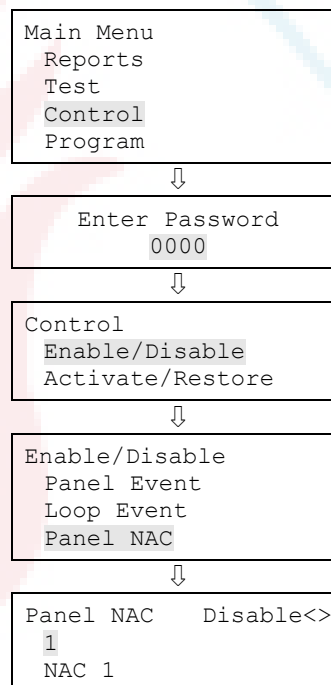 Main Menu
Reports
Test
Control
Program
⇩
Enter Password
0000
⇩
Control
Enable/Disable
Activate/Restore
⇩
Enable/Disable
Panel Event
Loop Event
Panel NAC
⇩
Panel NAC Disable<>
1
NAC 1